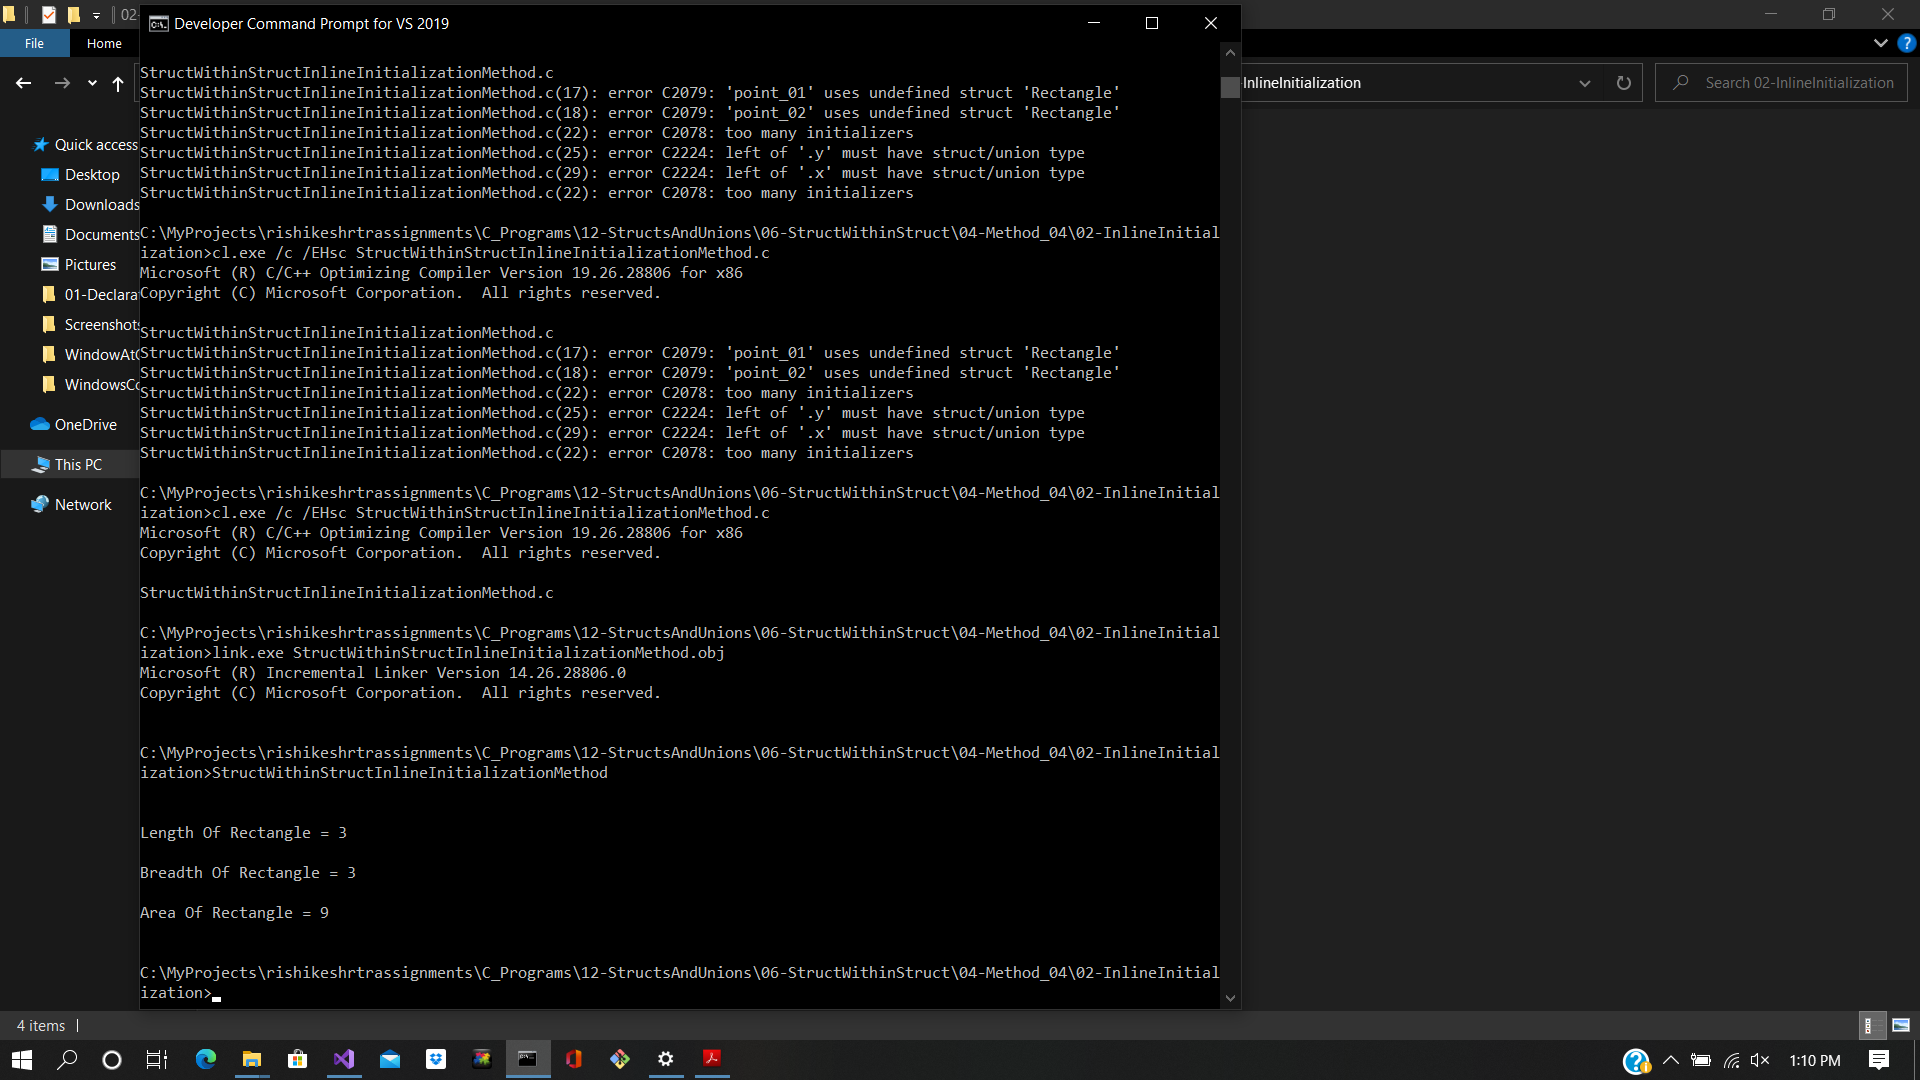 02-
Developer Command Prompt for VS 2019
File
Home
InlineInitialization
Search 02-InlineInitialization
Quick access
Desktop
Downloads
Documents
Pictures
01-Declara
Screenshots
WindowAt
WindowsCo
OneDrive
This PC
Network
StructWithinStructInlineInitializationMethod.c
StructWithinStructInlineInitializationMethod.c(17): error C2079: 'point_01' uses undefined struct 'Rectangle'
StructWithinStructInlineInitializationMethod.c(18): error C2079: 'point_02' uses undefined struct 'Rectangle'
StructWithinStructInlineInitializationMethod.c(22): error C2078: too many initializers
StructWithinStructInlineInitializationMethod.c(25): error C2224: left of '.y' must have struct/union type
StructWithinStructInlineInitializationMethod.c(29): error C2224: left of '.x' must have struct/union type
StructWithinStructInlineInitializationMethod.c(22): error C2078: too many initializers
C:\MyProjects\rishikeshrtrassignments\C_Programs\12-StructsAndUnions\06-StructWithinStruct\04-Method_04\02-InlineInitial
ization>cl.exe /c /EHsc StructWithinStructInlineInitializationMethod.c
Microsoft (R) C/C++ Optimizing Compiler Version 19.26.28806 for x86
Copyright (C) Microsoft Corporation.  All rights reserved.
StructWithinStructInlineInitializationMethod.c
StructWithinStructInlineInitializationMethod.c(17): error C2079: 'point_01' uses undefined struct 'Rectangle'
StructWithinStructInlineInitializationMethod.c(18): error C2079: 'point_02' uses undefined struct 'Rectangle'
StructWithinStructInlineInitializationMethod.c(22): error C2078: too many initializers
StructWithinStructInlineInitializationMethod.c(25): error C2224: left of '.y' must have struct/union type
StructWithinStructInlineInitializationMethod.c(29): error C2224: left of '.x' must have struct/union type
StructWithinStructInlineInitializationMethod.c(22): error C2078: too many initializers
C:\MyProjects\rishikeshrtrassignments\C_Programs\12-StructsAndUnions\06-StructWithinStruct\04-Method_04\02-InlineInitial
ization>cl.exe /c /EHsc StructWithinStructInlineInitializationMethod.c
Microsoft (R) C/C++ Optimizing Compiler Version 19.26.28806 for x86
Copyright (C) Microsoft Corporation.  All rights reserved.
StructWithinStructInlineInitializationMethod.c
C:\MyProjects\rishikeshrtrassignments\C_Programs\12-StructsAndUnions\06-StructWithinStruct\04-Method_04\02-InlineInitial
ization>link.exe StructWithinStructInlineInitializationMethod.obj
Microsoft (R) Incremental Linker Version 14.26.28806.0
Copyright (C) Microsoft Corporation.  All rights reserved.
C:\MyProjects\rishikeshrtrassignments\C_Programs\12-StructsAndUnions\06-StructWithinStruct\04-Method_04\02-InlineInitial
ization>StructWithinStructInlineInitializationMethod
Length Of Rectangle = 3
Breadth Of Rectangle = 3
Area Of Rectangle = 9
C:\MyProjects\rishikeshrtrassignments\C_Programs\12-StructsAndUnions\06-StructWithinStruct\04-Method_04\02-InlineInitial
ization>
4 items
1:10 PM